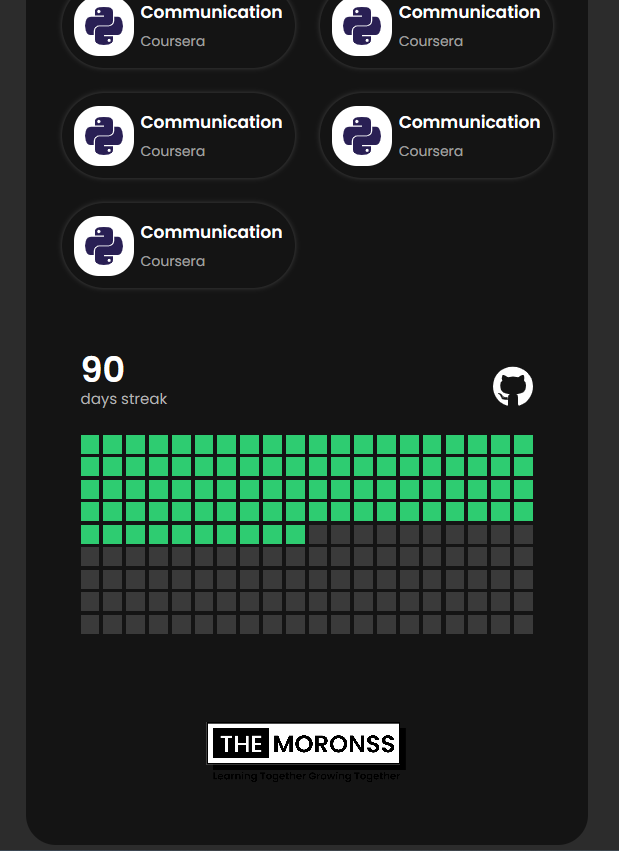 Communication
Coursera
Communication
Coursera
Communication
Coursera
Communication
Coursera
Communication
Coursera
90
days streak
THE MORONSS
Learning Together Growing Together